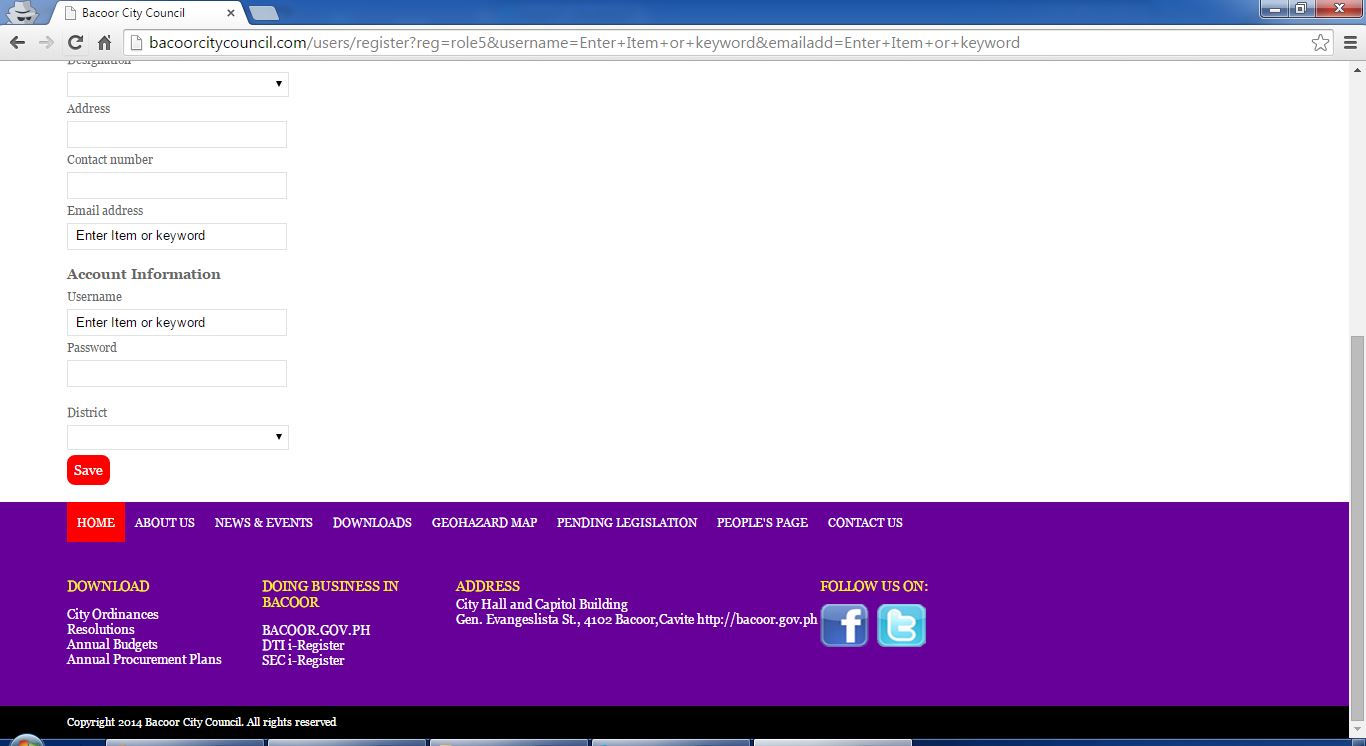 Bacoor City Council
bacoorcitycouncil.com/users/register?reg=role5&username=Enter+Item+or+keyword&emailadd=Enter+Item+or+keyword
Designation
Address
Contact number
Email address
Enter Item or keyword
Account Information
Username
Enter Item or keyword
Password
District
Save
HOME ABOUT US NEWS & EVENTS DOWNLOADS GEOHAZARD MAP PENDING LEGISLATION PEOPLE'S PAGE CONTACT US
DOWNLOAD
City Ordinances
Resolutions
Annual Budgets
Annual Procurement Plans
DOING BUSINESS IN
BACOOR
BACOOR.GOV.PH
DTI i-Register
SEC i-Register
ADDRESS
City Hall and Capitol Building
Gen. Evangeslista St., 4102 Bacoor,Cavite http://bacoor.gov.ph
FOLLOW US ON:
Copyright 2014 Bacoor City Council. All rights reserved